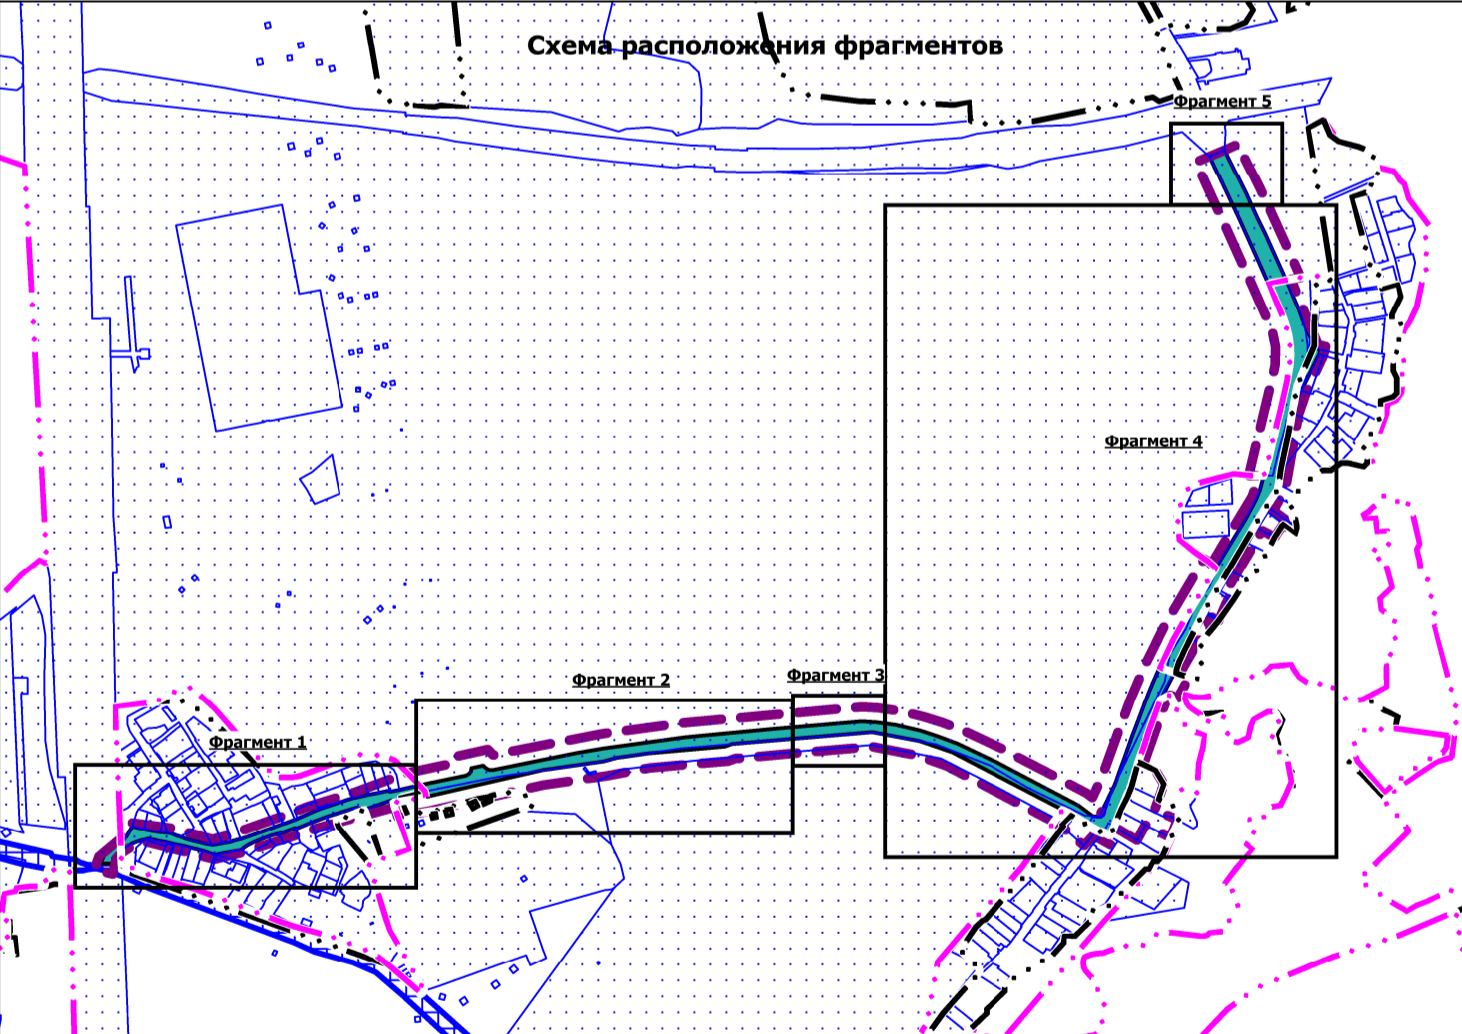 Схема расположения фрагментов
Фрагмент 5
Фрагмент 4
Фрагмент 3
Фрагмент 2
Фрагмент 1